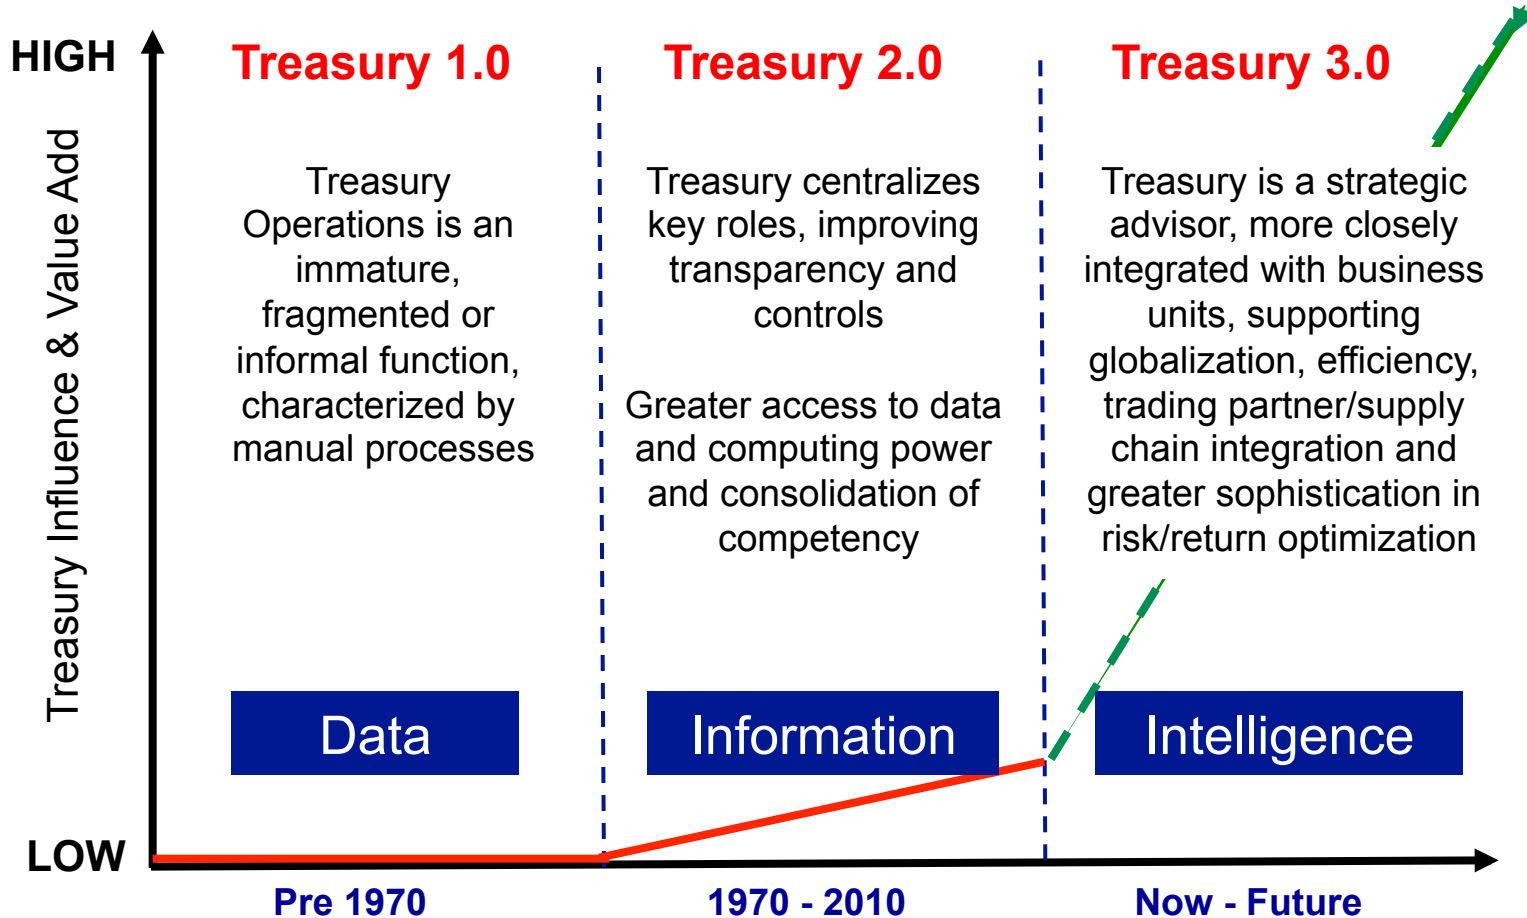 HIGH
Treasury Influence & Value Add
LOW
Treasury 1.0
Treasury
Operations is an
immature,
fragmented or
informal function,
characterized by
manual processes
Data
Pre 1970
Treasury 2.0
Treasury centralizes
key roles, improving
transparency and
controls
Greater access to data
and computing power
and consolidation of
competency
Information
1970 - 2010
Treasury 3.0
Treasury is a strategic
advisor, more closely
integrated with business
units, supporting
globalization, efficiency,
trading partner/supply
chain integration and
greater sophistication in
risk/return optimization
Intelligence
Now - Future